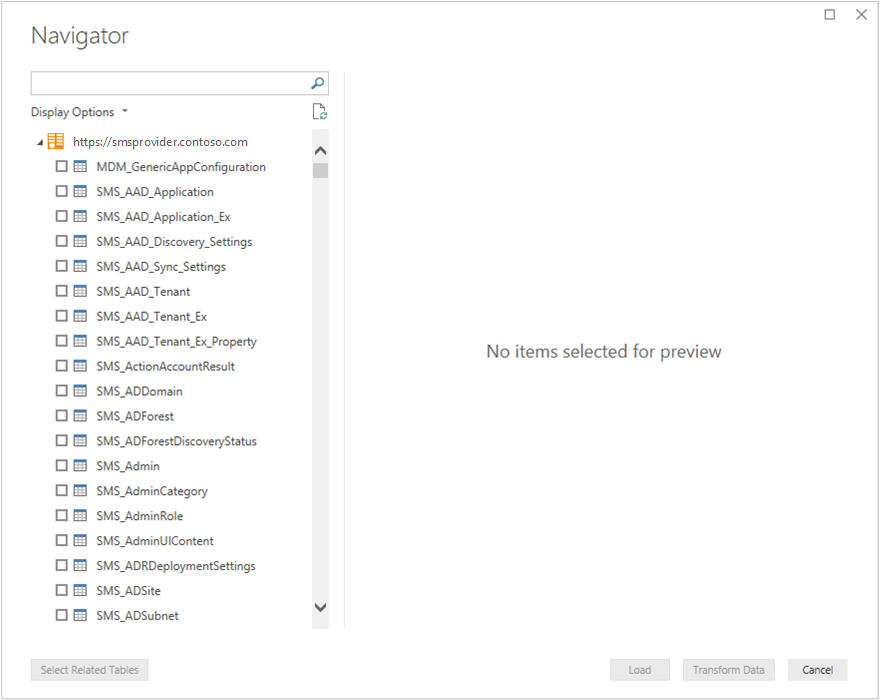 Navigator
Display Options
https://smsprovider.contoso.com
MDM_GenericAppConfiguration
SMS_AAD_Application
SMS_AAD_Application_Ex
SMS_AAD_Discovery_Settings
SMS_AAD_Sync_Settings
SMS_AAD_Tenant
SMS_AAD_Tenant_Ex
SMS_AAD_Tenant_Ex_Property
SMS_ActionAccountResult
SMS_ADDomain
SMS_ADForest
SMS_ADForestDiscoveryStatus
SMS_Admin
SMS_AdminCategory
SMS_AdminRole
SMS_AdminUIContent
SMS_ADRDeploymentSettings
SMS_ADSite
SMS_ADSubnet
No items selected for preview
Select Related Tables
Load
Transform Data
Cancel